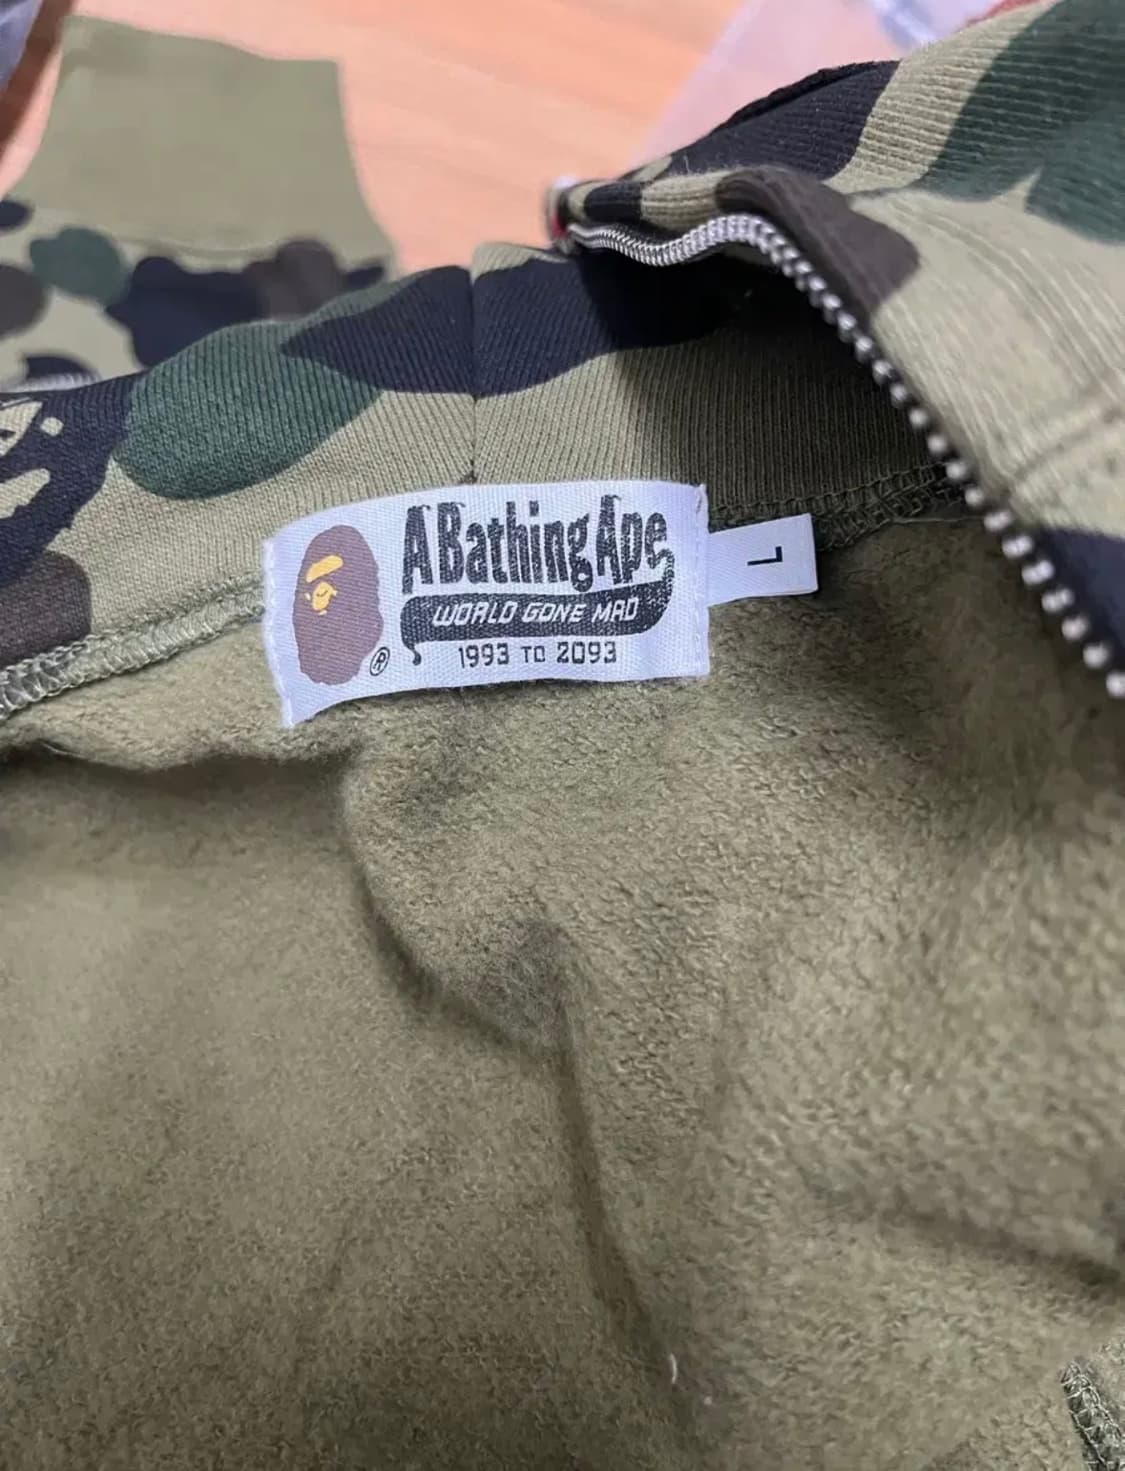 A Bathing Ape
WORLD GONE MAD
1993 TO 2093
®
L